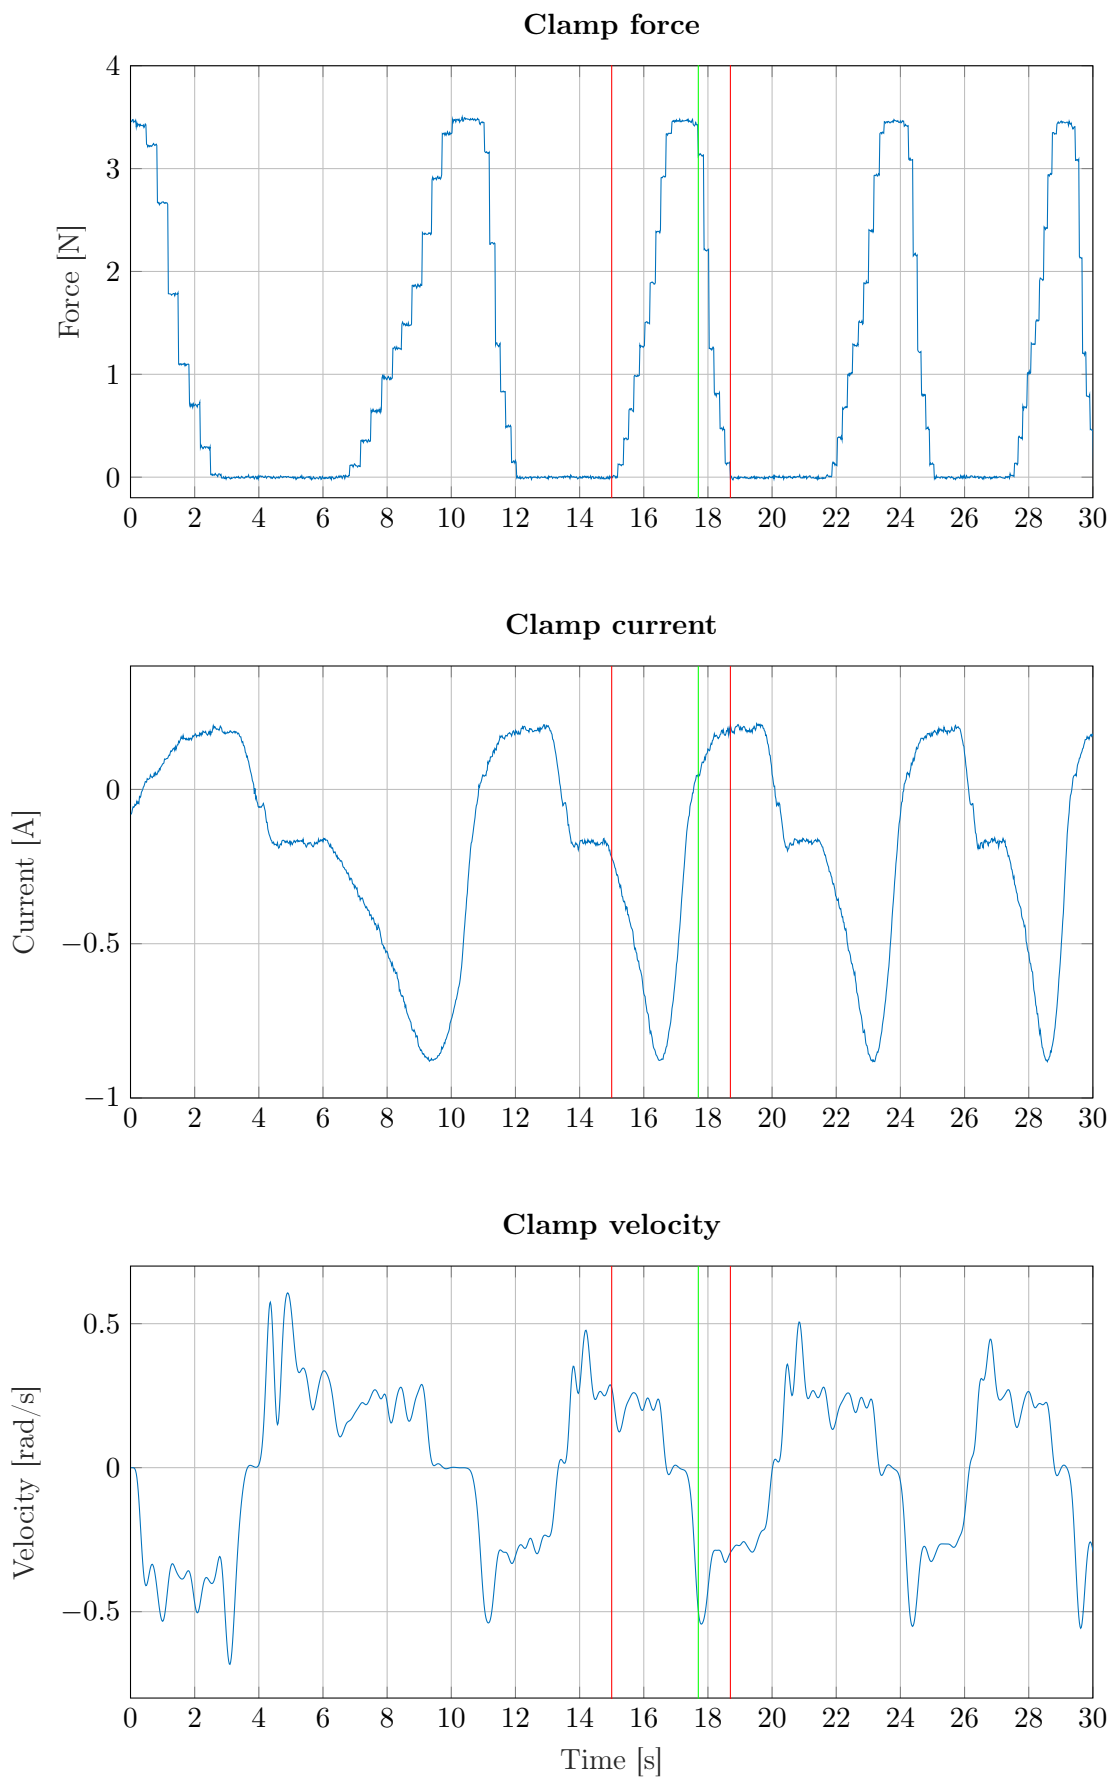 Clamp force
4
3
2
1
0
Force [N]
0 2 4 6 8 10 12 14 16 18 20 22 24 26 28 30
Clamp current
0
−0.5
−1
Current [A]
0 2 4 6 8 10 12 14 16 18 20 22 24 26 28 30
Clamp velocity
0.5
0
−0.5
Velocity [rad/s]
0 2 4 6 8 10 12 14 16 18 20 22 24 26 28 30
Time [s]